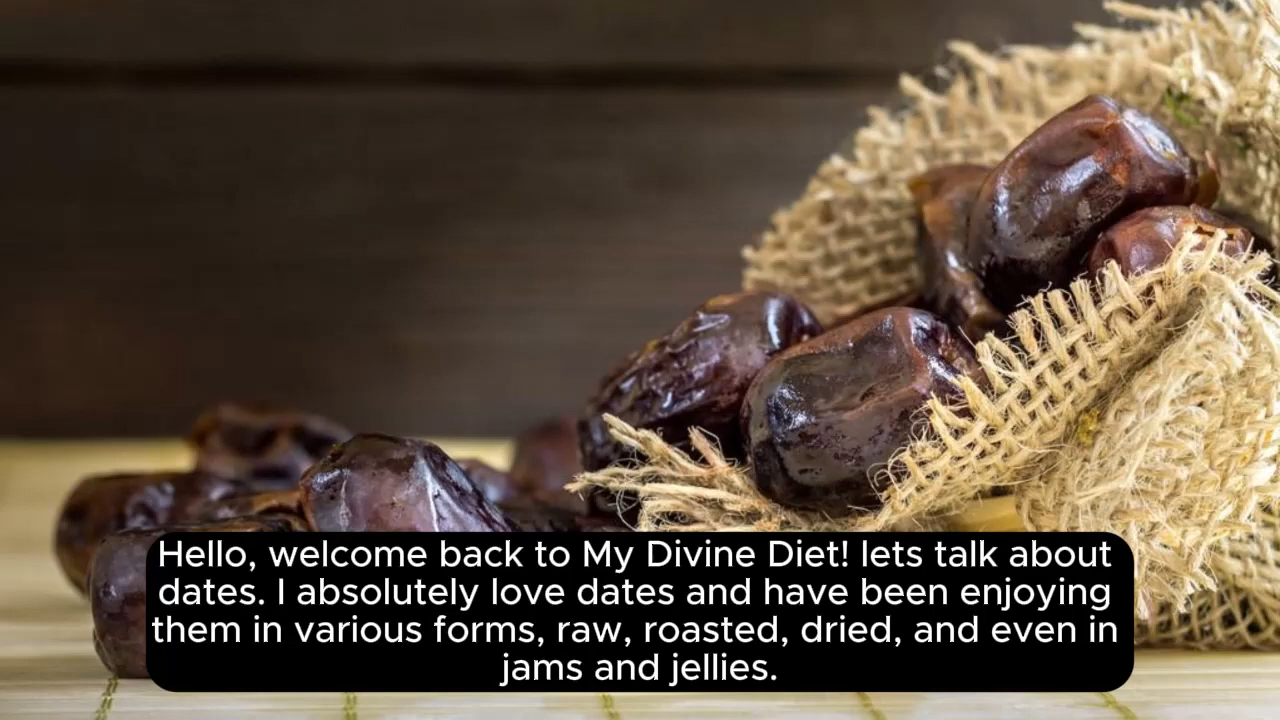 Hello, welcome back to My Divine Diet! lets talk about
dates. I absolutely love dates and have been enjoying
them in various forms, raw, roasted, dried, and even in
jams and jellies.